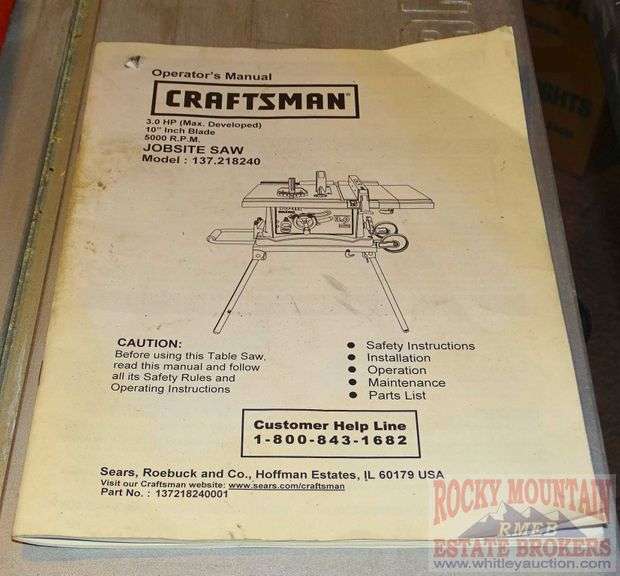 Operator's Manual
CRAFTSMAN®
3.0 HP (Max. Developed)
10" Inch Blade
5000 R.P.M.
JOBSITE SAW
Model : 137.218240
CAUTION:
Before using this Table Saw,
read this manual and follow
all its Safety Rules and
Operating Instructions
● Safety Instructions
● Installation
● Operation
● Maintenance
● Parts List
Customer Help Line
1-800-843-1682
Sears, Roebuck and Co., Hoffman Estates, IL 60179 USA
Visit our Craftsman website: www.sears.com/craftsman
Part No. : 137218240001
ROCKY MOUNTAIN
RMEB
ESTATE BROKERS
www.whitleyauction.com